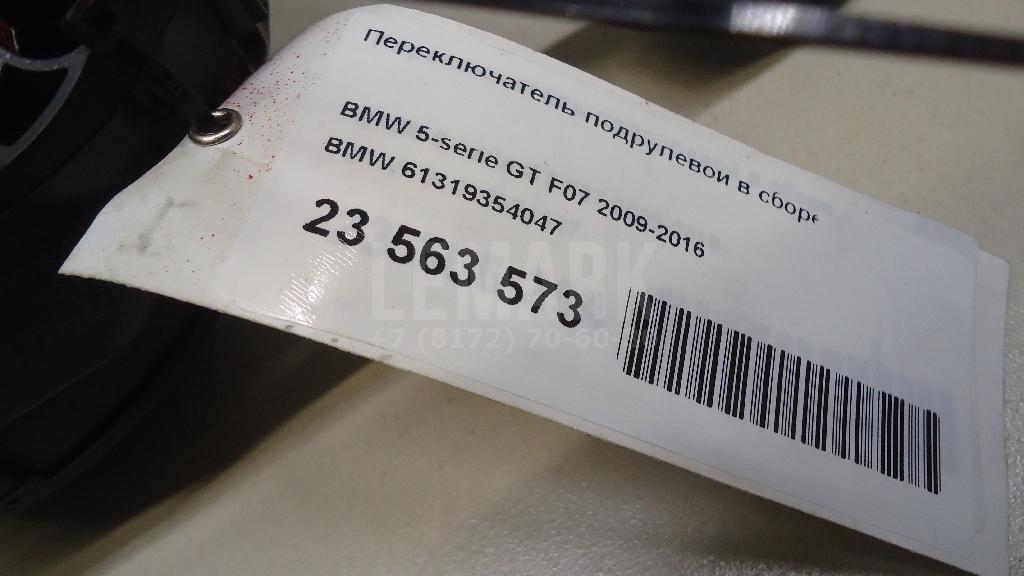 Переключатель подрулевой в сборе
BMW 5-serie GT F07 2009-2016
BMW 61319354047
23 563 573
LEMARK
+7 (8172) 70-60-